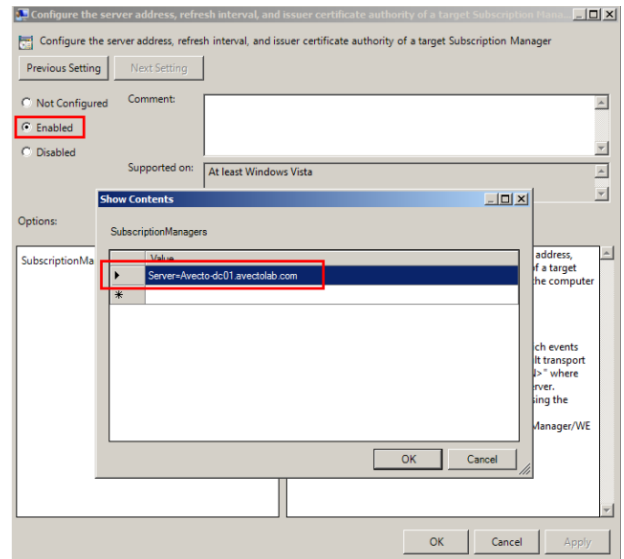 Configure the server address, refresh interval, and issuer certificate authority of a target Subscription Mana...
Configure the server address, refresh interval, and issuer certificate authority of a target Subscription Manager
Previous Setting
Next Setting
Not Configured
Comment:
Enabled
Disabled
Supported on:
At least Windows Vista
Show Contents
Options:
SubscriptionManagers
SubscriptionMa
Value
address,
of a target
Server=Avecto-dc01.avectolab.com
the computer
ch events
lt transport
where
erver.
sing the
Manager/WE
OK
Cancel
OK
Cancel
Apply